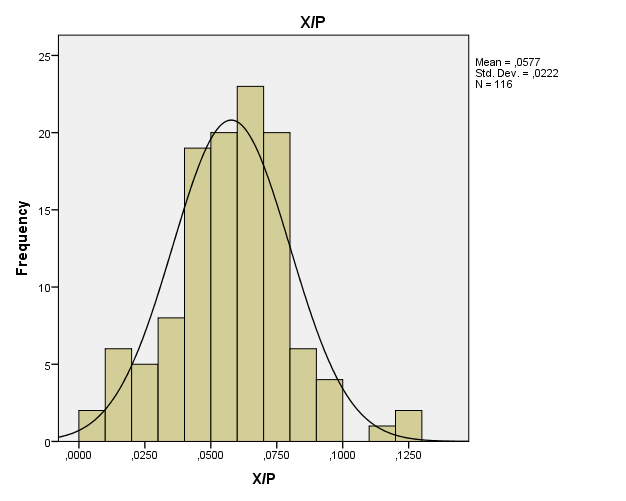 X/P
Mean = ,0577
Std. Dev. = ,0222
N = 116
25
20
15
10
5
0
Frequency
,0000 ,0250 ,0500 ,0750 ,1000 ,1250
X/P